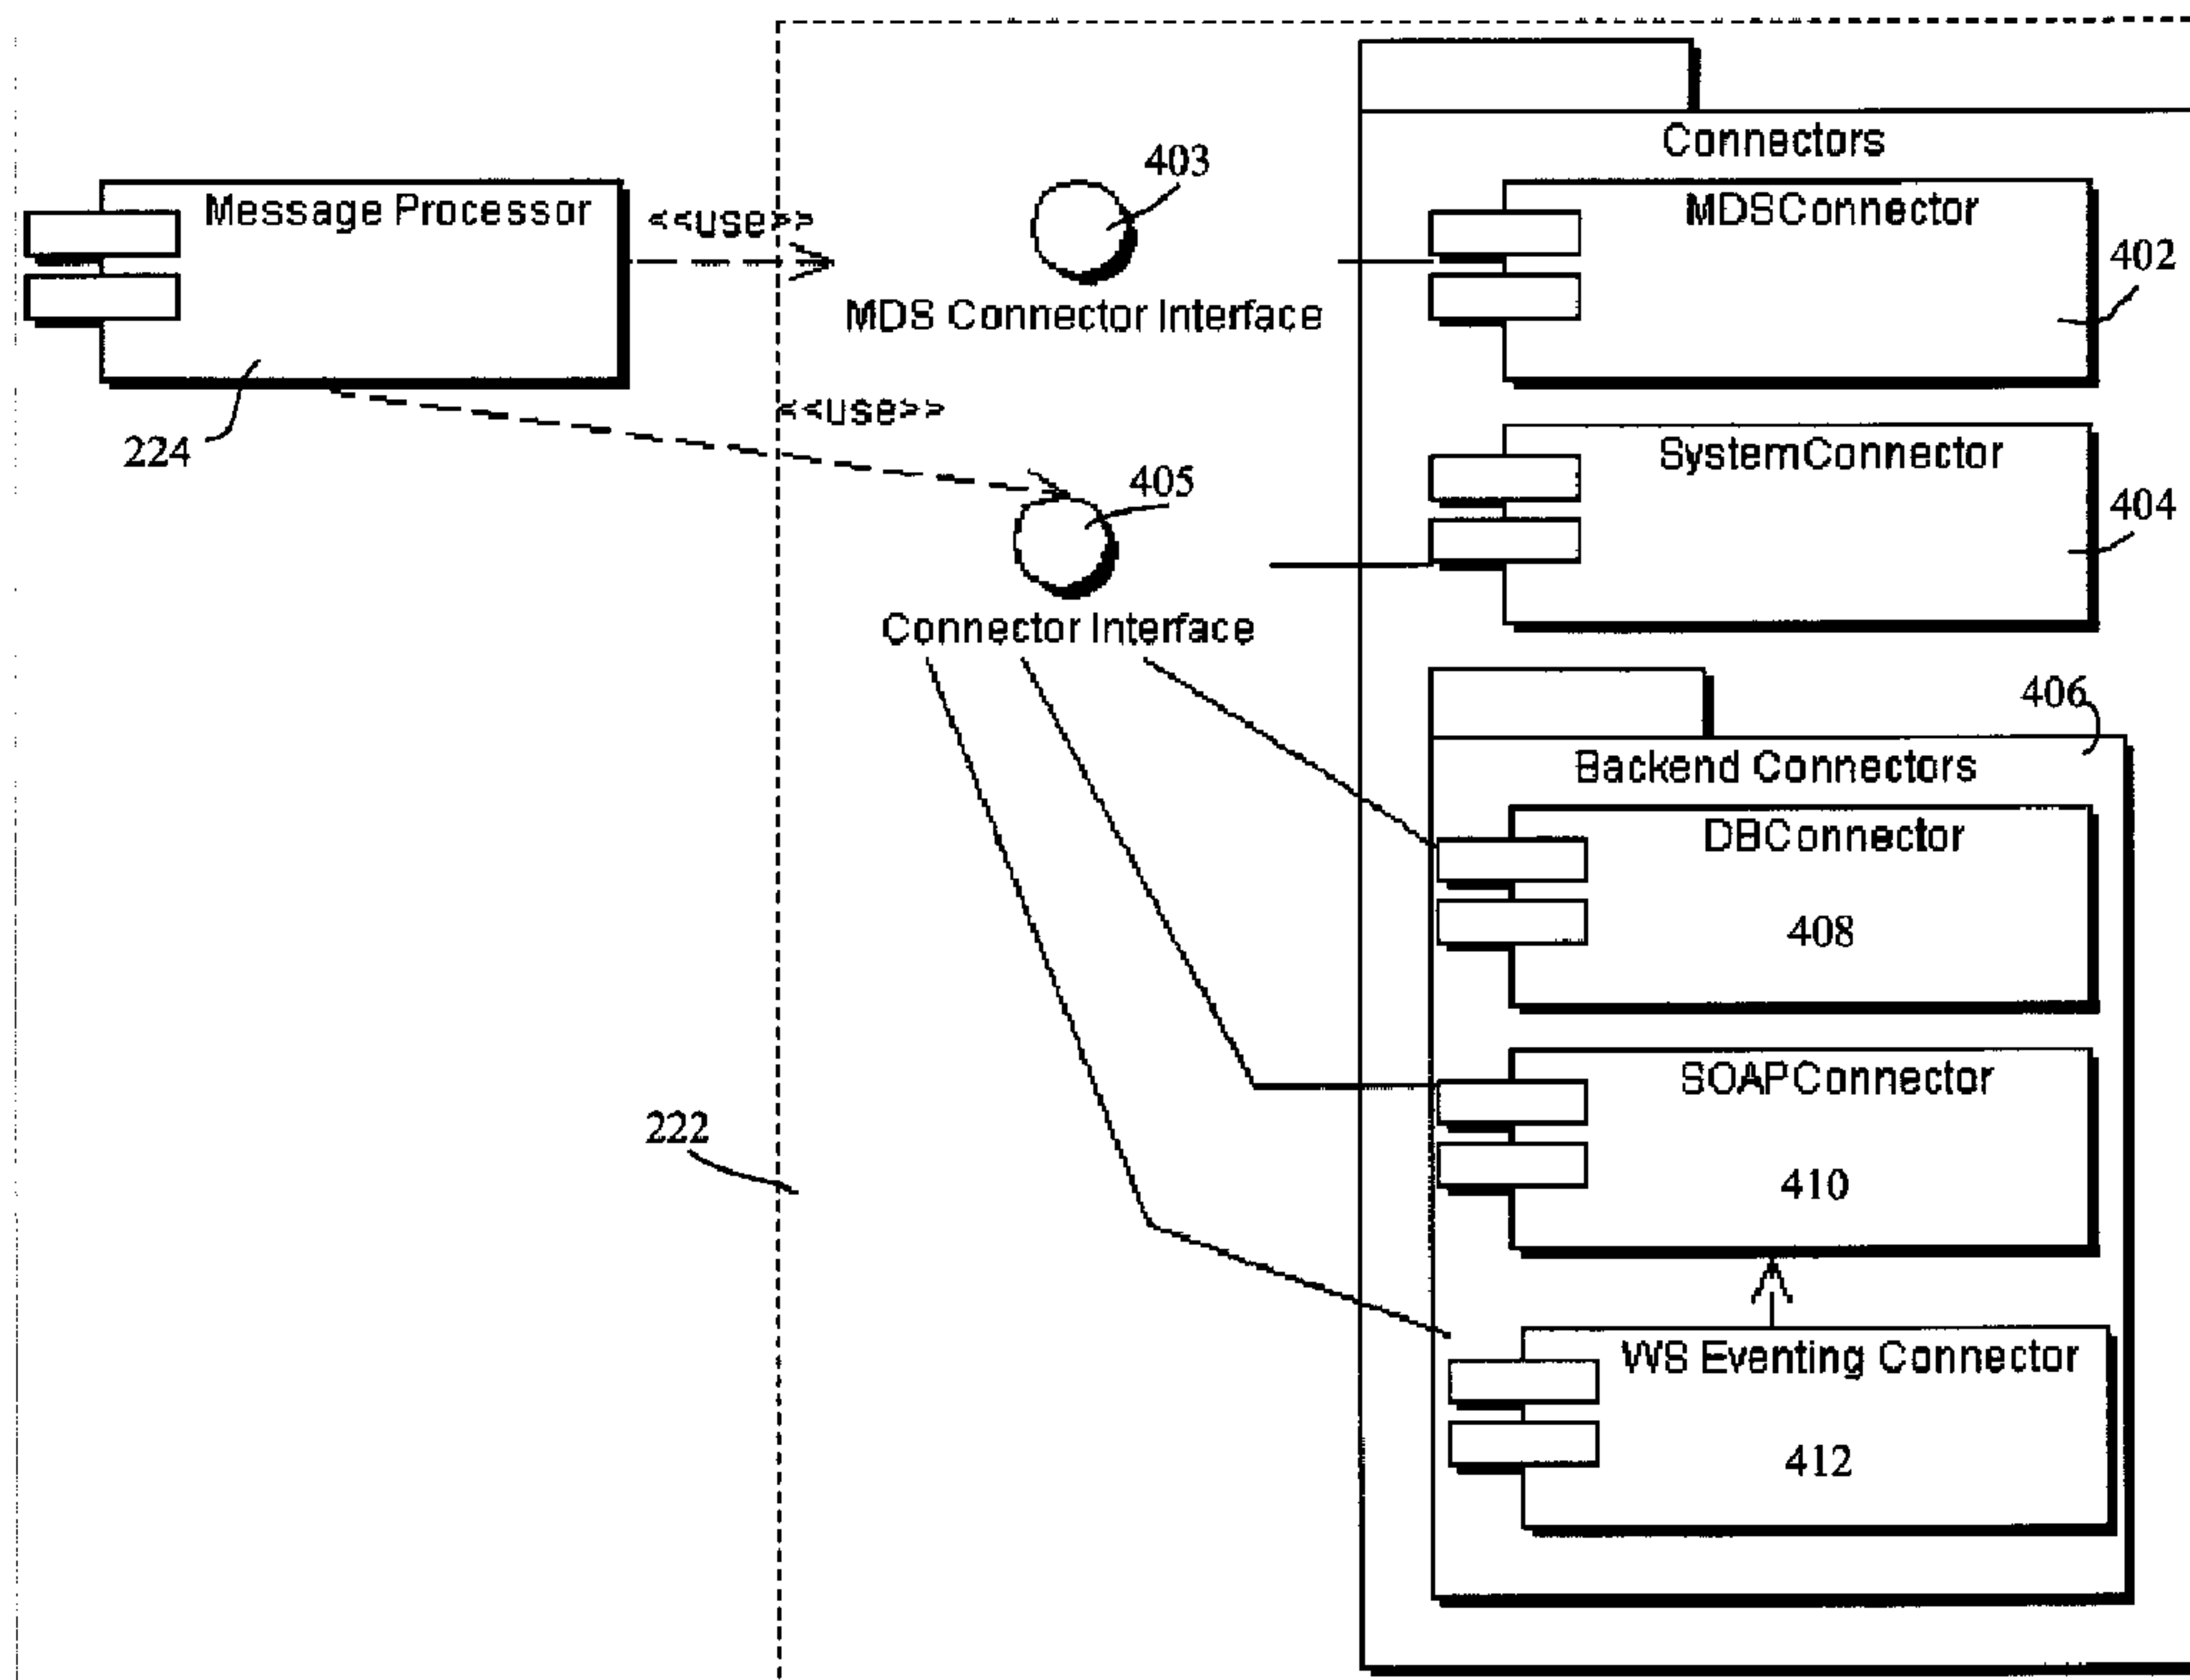 Connectors
403
Message Processor
<<use>>
MDSConnector
402
MDS Connector Interface
224
<<use>>
405
SystemConnector
404
Connector Interface
406
Backend Connectors
DBConnector
408
SOAPConnector
222
410
WS Eventing Connector
412